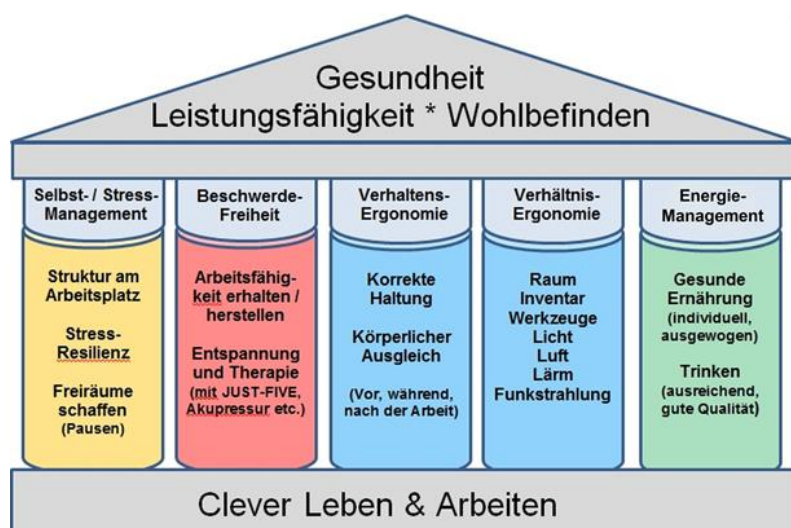 Gesundheit
Leistungsfähigkeit * Wohlbefinden
Selbst- / Stress-
Management
Struktur am
Arbeitsplatz
Stress-
Resilienz
Freiräume
schaffen
(Pausen)
Beschwerde-
Freiheit
Arbeitsfähig-
keit erhalten /
herstellen
Entspannung
und Therapie
(mit JUST-FIVE,
Akupressur etc.)
Verhaltens-
Ergonomie
Korrekte
Haltung
Körperlicher
Ausgleich
(Vor, während,
nach der Arbeit)
Verhältnis-
Ergonomie
Raum
Inventar
Werkzeuge
Licht
Luft
Lärm
Funkstrahlung
Energie-
Management
Gesunde
Ernährung
(individuell,
ausgewogen)
Trinken
(ausreichend,
gute Qualität)
Clever Leben & Arbeiten